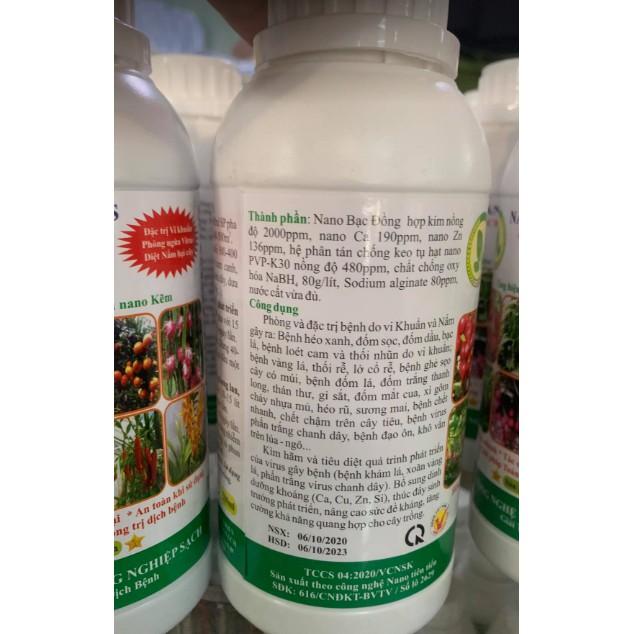 Đặc trị Vi khuẩn
Phòng ngừa Virus
Diệt Nấm hại cây
nano Kẽm
* An toàn khi sử dụng
trị dịch bệnh
NGHIỆP SẠCH
Dịch Bệnh
Thành phần: Nano Bạc Đồng hợp kim nồng
độ 2000ppm, nano Ca 190ppm, nano Zn
136ppm, hệ phân tán chống keo tụ hạt nano
PVP-K30 nồng độ 480ppm, chất chống oxy
hóa NaBH4 80g/lít, Sodium alginate 80ppm,
nước cất vừa đủ.
Công dụng
Phòng và đặc trị bệnh do vi Khuẩn và Nấm
gây ra: Bệnh héo xanh, đốm sọc, đốm dầu, bạc
lá, bệnh loét cam và thối nhũn do vi khuẩn;
bệnh vàng lá, thối rễ, lở cổ rễ, bệnh ghẻ sẹo,
cây có múi, bệnh đốm lá, đốm trắng thanh
long, thán thư, gỉ sắt, đốm mắt cua, xì gôm
chảy nhựa mủ, héo rũ, sương mai, bệnh chết
nhanh, chết chậm trên cây tiêu, bệnh virus
phấn trắng chanh dây, bệnh đạo ôn, khô vằn
trên lúa - ngô...
Kìm hãm và tiêu diệt quá trình phát triển
của virus gây bệnh (bệnh khảm lá, xoăn vàng
lá, phấn trắng virus chanh dây). Bổ sung dinh
dưỡng khoáng (Ca, Cu, Zn, Si), thúc đẩy sinh
trưởng phát triển, nâng cao sức đề kháng, tăng
cường khả năng quang hợp cho cây trồng.
NSX: 06/10/2020
HSD: 06/10/2023
TCCS 04:2020/VCNSK
Sản xuất theo công nghệ Nano tiên tiến
SĐK: 616/CNĐKT-BVTV / Số lô 2629